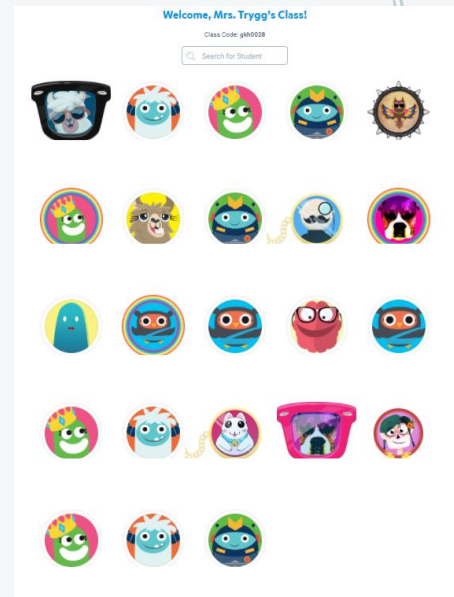 Welcome, Mrs. Trygg's Class!
Class Code: gkh0028
Search for Student